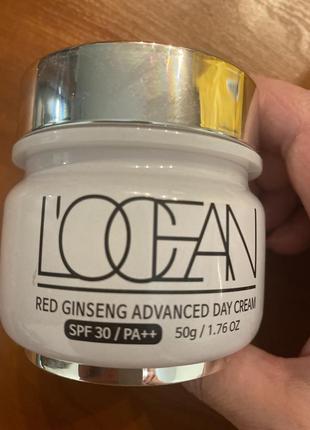 L'OCEAN
RED GINSENG ADVANCED DAY CREAM
SPF 30 / PA++ 50g / 1.76 OZ